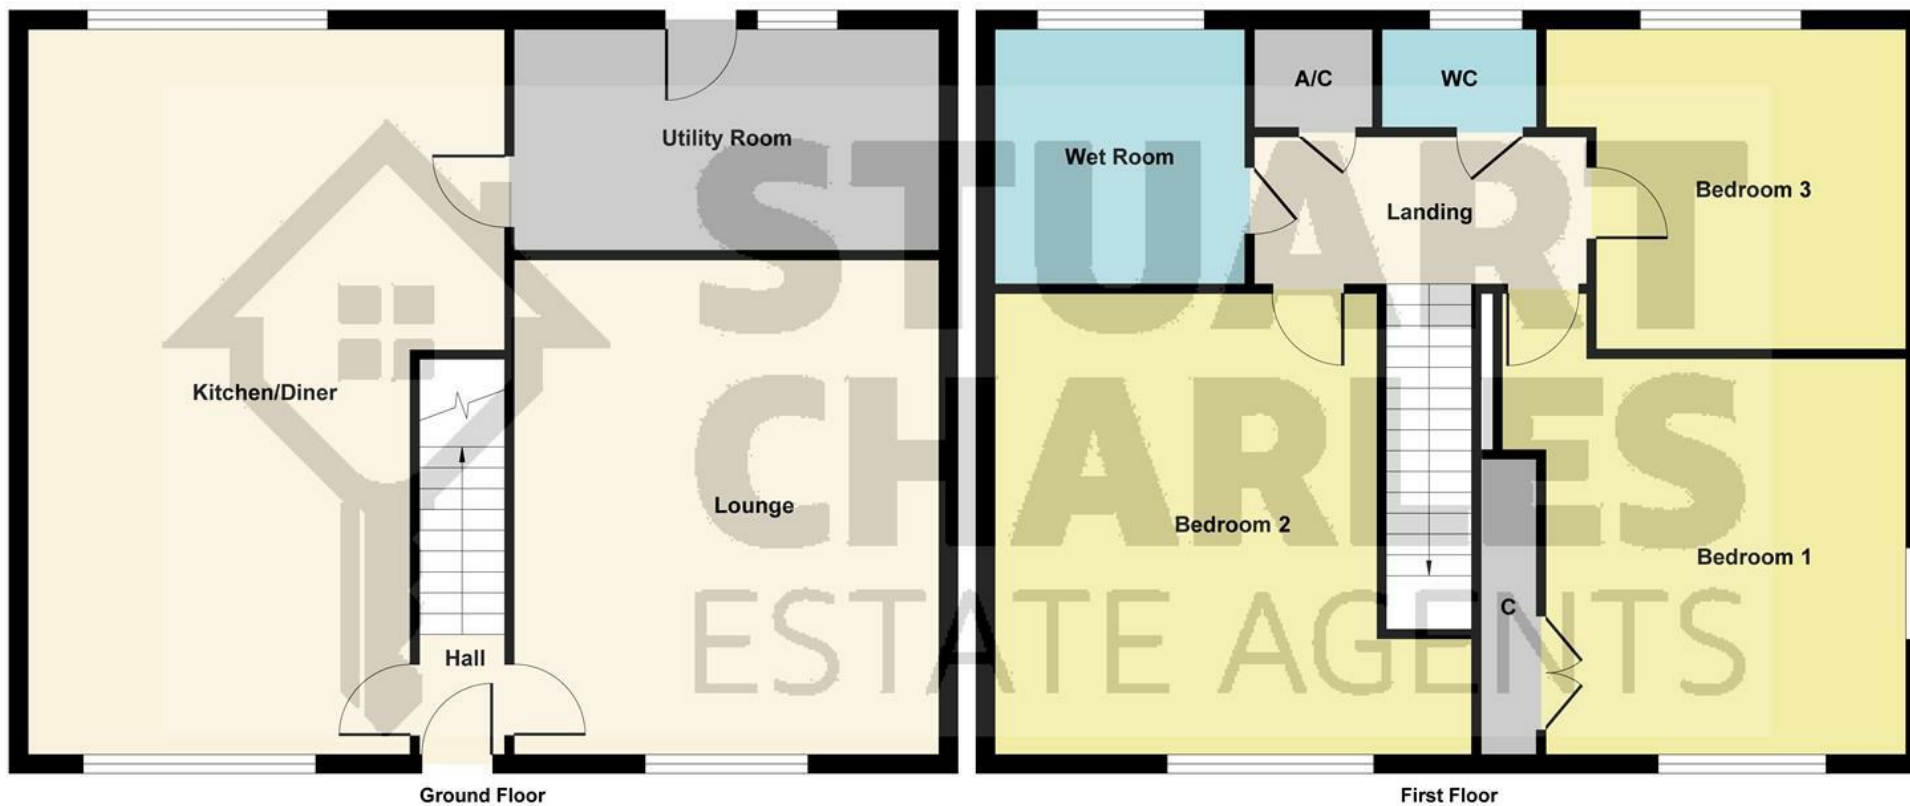 Utility Room
Kitchen/Diner
Lounge
Hall
Ground Floor
A/C
WC
Wet Room
Landing
Bedroom 3
Bedroom 2
Bedroom 1
C
First Floor
STUART
CHARLES
ESTATE AGENTS